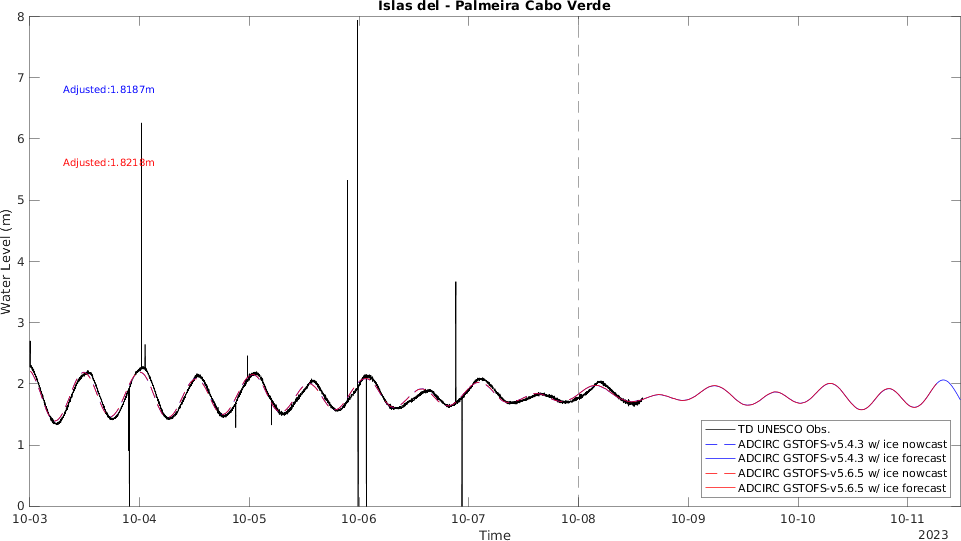 Islas del - Palmeira Cabo Verde
8
7
6
5
4
3
2
1
0
Water Level (m)
Adjusted:1.8187m
Adjusted:1.8218m
TD UNESCO Obs.
ADCIRC GSTOFS-v5.4.3 w/ ice nowcast
ADCIRC GSTOFS-v5.4.3 w/ ice forecast
ADCIRC GSTOFS-v5.6.5 w/ ice nowcast
ADCIRC GSTOFS-v5.6.5 w/ ice forecast
10-03 10-04 10-05 10-06 10-07 10-08 10-09 10-10 10-11
Time
2023